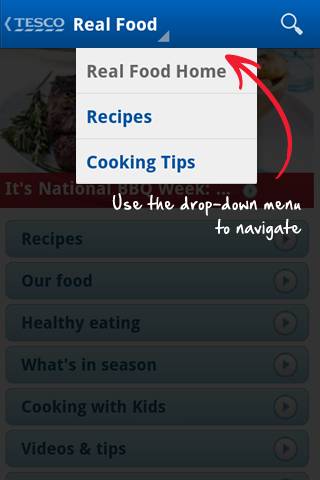 TESCO Real Food
Real Food Home
Recipes
Cooking Tips
It's National BBQ Week: ...
Use the drop-down menu
to navigate
Recipes
Our food
Healthy eating
What's in season
Cooking with Kids
Videos & tips